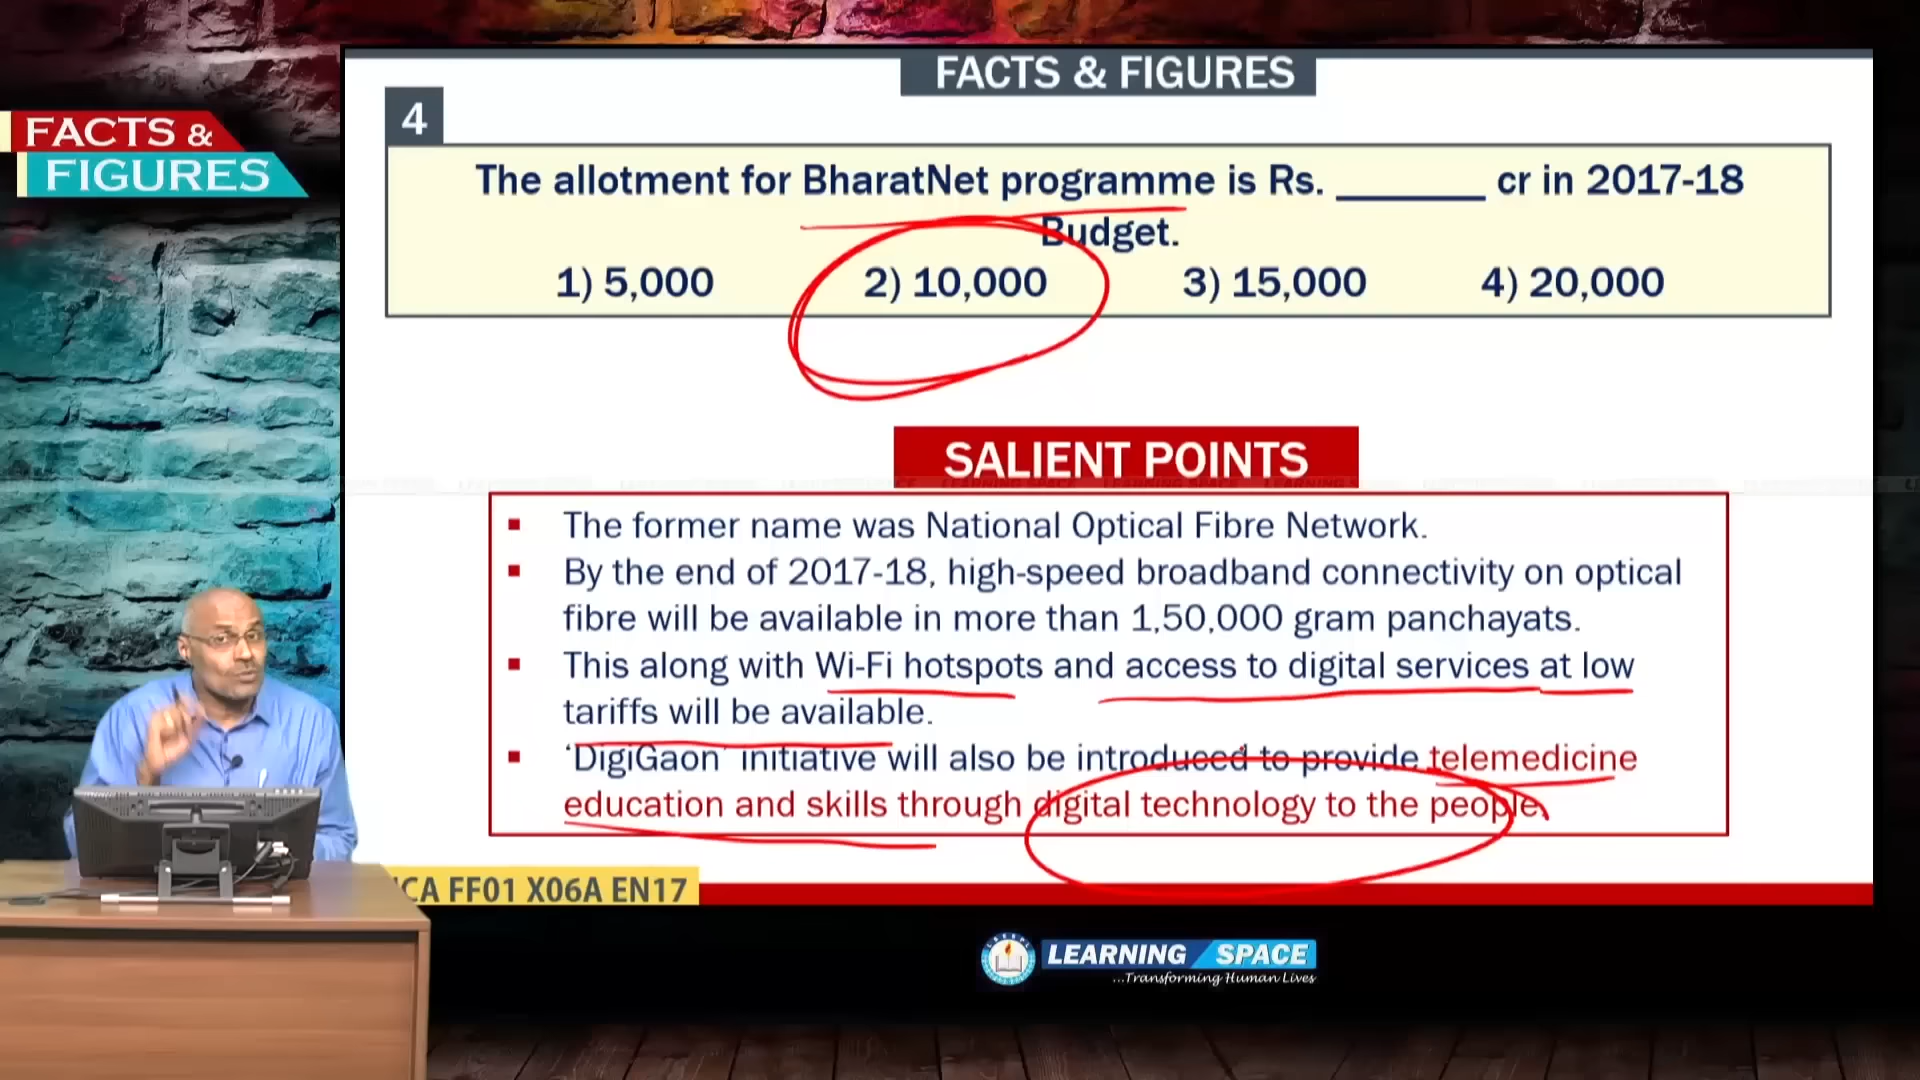 FACTS & FIGURES
FACTS &
FIGURES
4
The allotment for BharatNet programme is Rs. _______ cr in 2017-18
Budget.
1) 5,000 2) 10,000 3) 15,000 4) 20,000
SALIENT POINTS
▪ The former name was National Optical Fibre Network.
▪ By the end of 2017-18, high-speed broadband connectivity on optical
fibre will be available in more than 1,50,000 gram panchayats.
▪ This along with Wi-Fi hotspots and access to digital services at low
tariffs will be available.
▪ 'DigiGaon' initiative will also be introduced to provide telemedicine
education and skills through digital technology to the people.
CA FF01 X06A EN17
LEARNING SPACE
...Transforming Human Lives